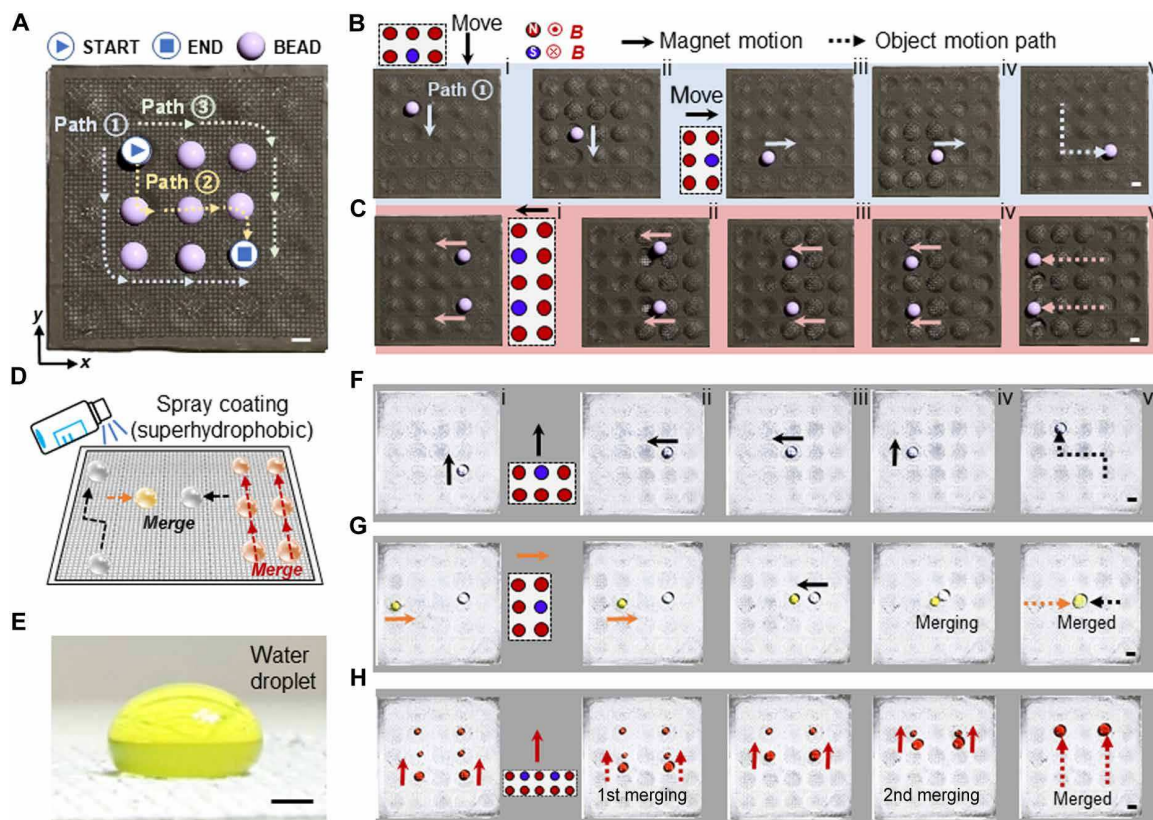 A
START END BEAD
Path ①
Path ③
Path ②
y
x
B
Move
N B
S B
Magnet motion Object motion path
i ii iii iv v
Path ①
Move
C
i ii iii iv v
D
Spray coating
(superhydrophobic)
Merge
Merge
E
Water
droplet
F
i ii iii iv v
G
Merging
Merged
H
1st merging
2nd merging
Merged